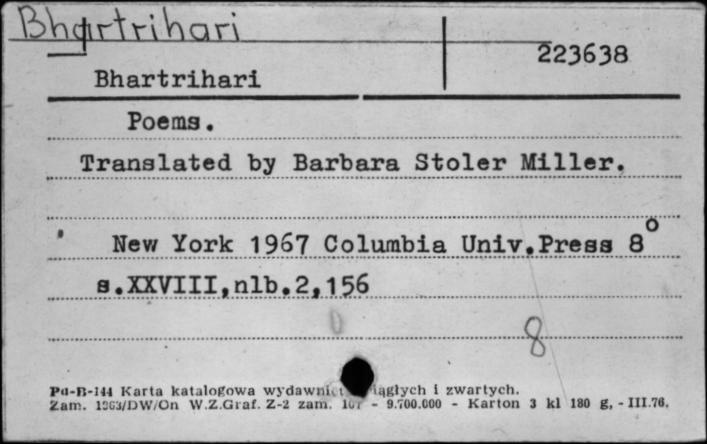 Bhartrihari
223638
Bhartrihari
Poems.
Translated by Barbara Stoler Miller.
New York 1967 Columbia Univ.Press 8°
s.XXVIII,nlb.2,156
8
Pu-B-144 Karta katalogowa wydawnict ciągłych i zwartych.
Zam. 1263/DW/On W.Z.Graf. Z-2 zam. - 9.700.000 - Karton 3 kl 180 g, - III.76.